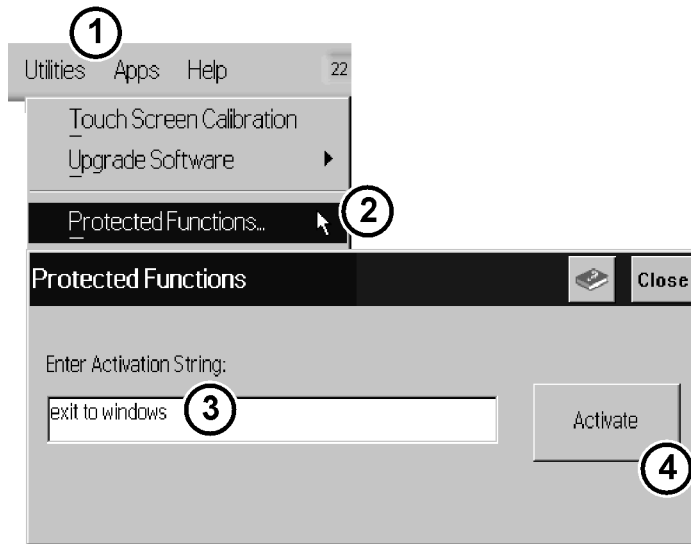 1
Utilities Apps Help 22
Touch Screen Calibration
Upgrade Software
Protected Functions...
2
Protected Functions
Close
Enter Activation String:
exit to windows
3
Activate
4